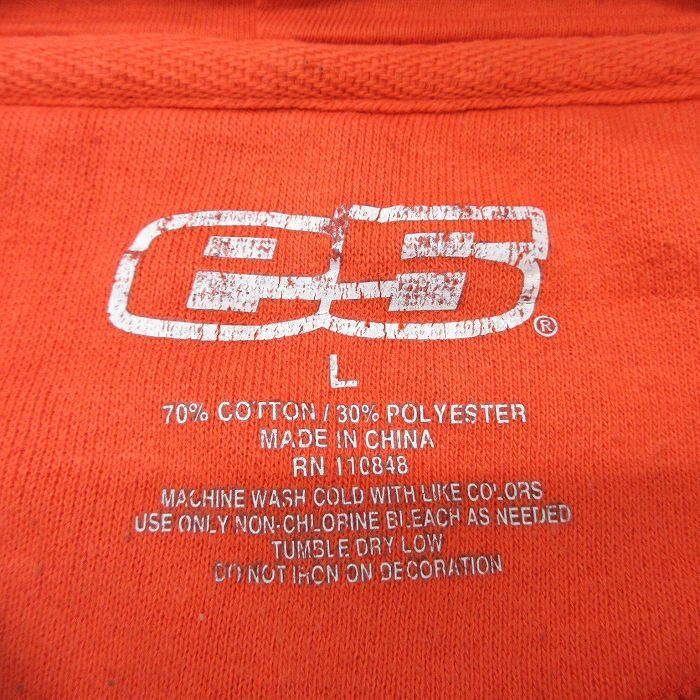 e5®
L
70% COTTON / 30% POLYESTER
MADE IN CHINA
RN 110848
MACHINE WASH COLD WITH LIKE COLORS
USE ONLY NON-CHLORINE BLEACH AS NEEDED
TUMBLE DRY LOW
DO NOT IRON ON DECORATION